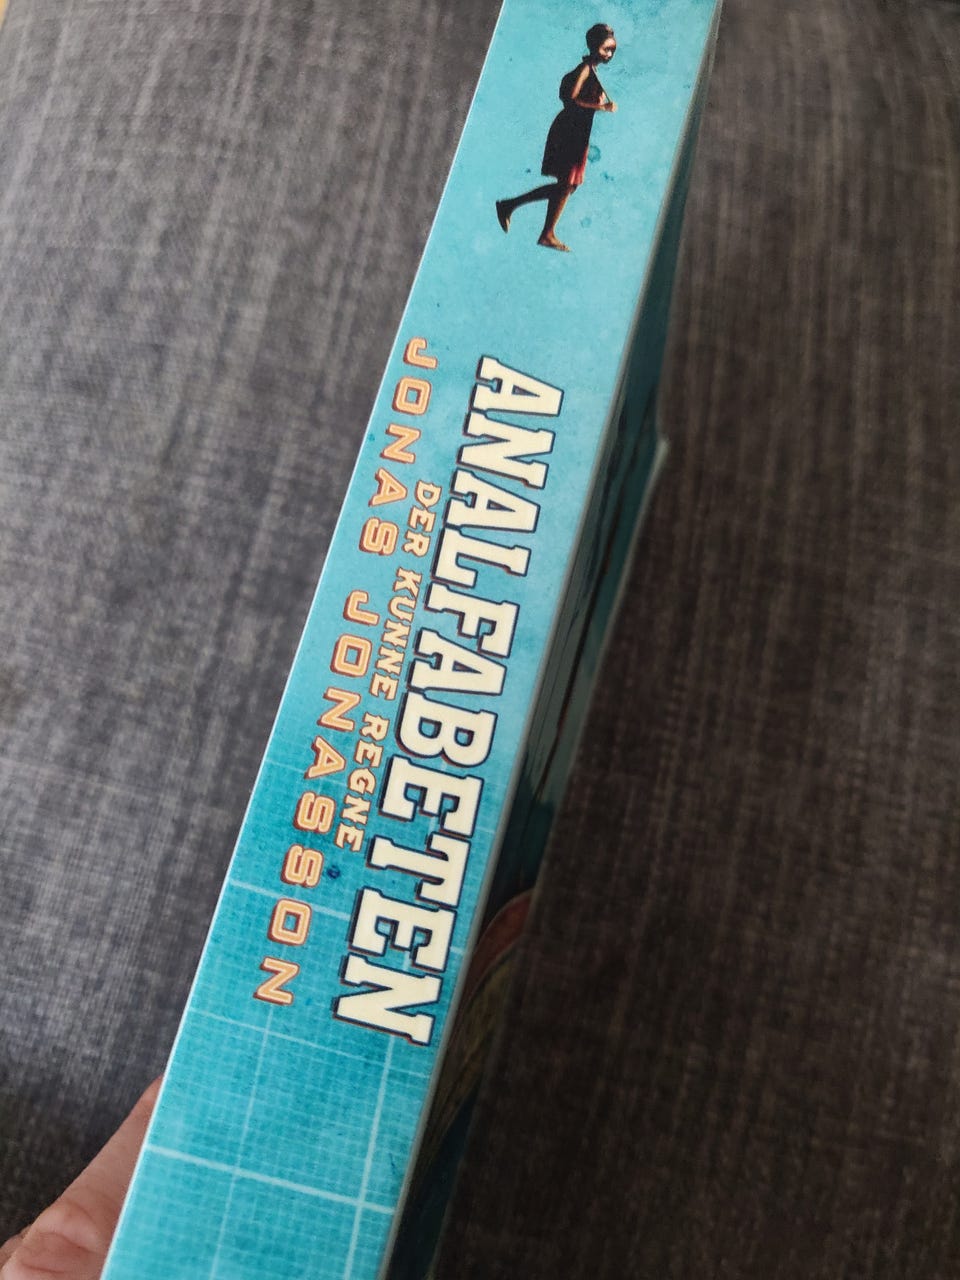 ANALFABETEN
DER KUNNE REGNE
JONAS JONASSON